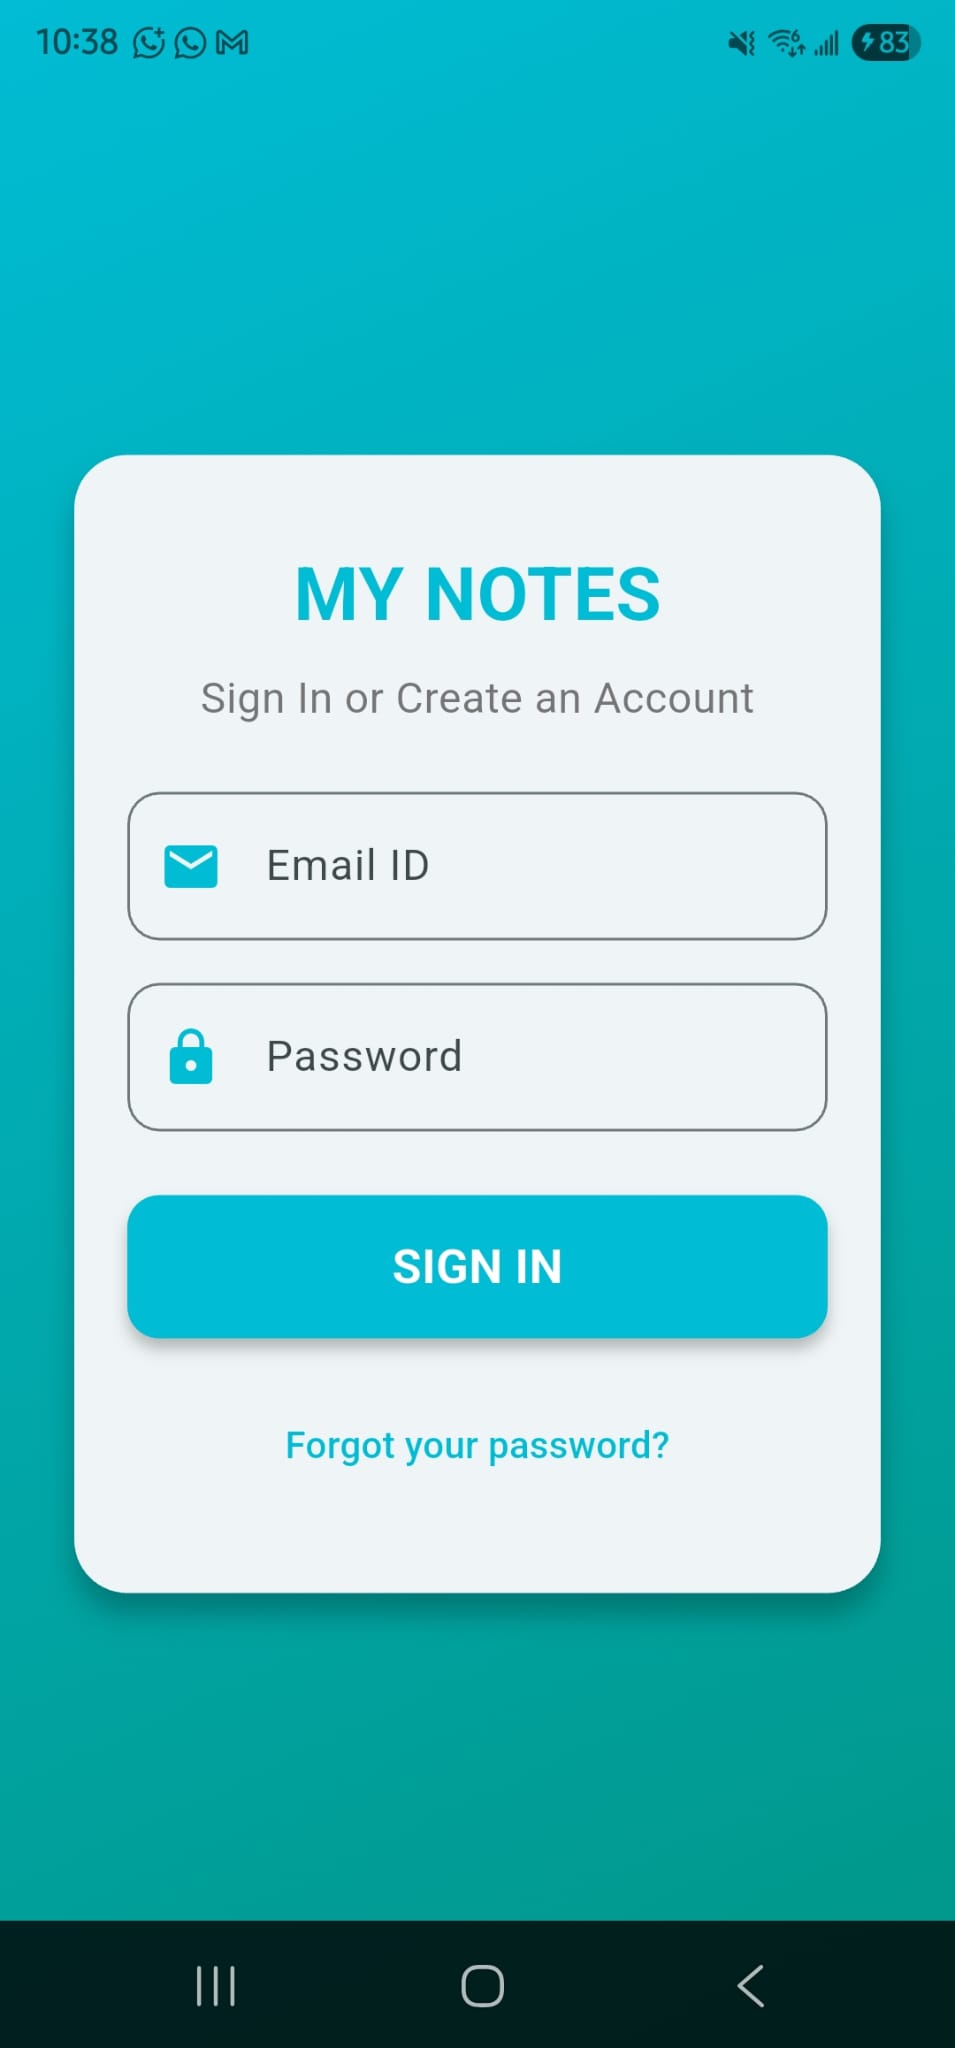 10:38
6
83
MY NOTES
Sign In or Create an Account
Email ID
Password
SIGN IN
Forgot your password?